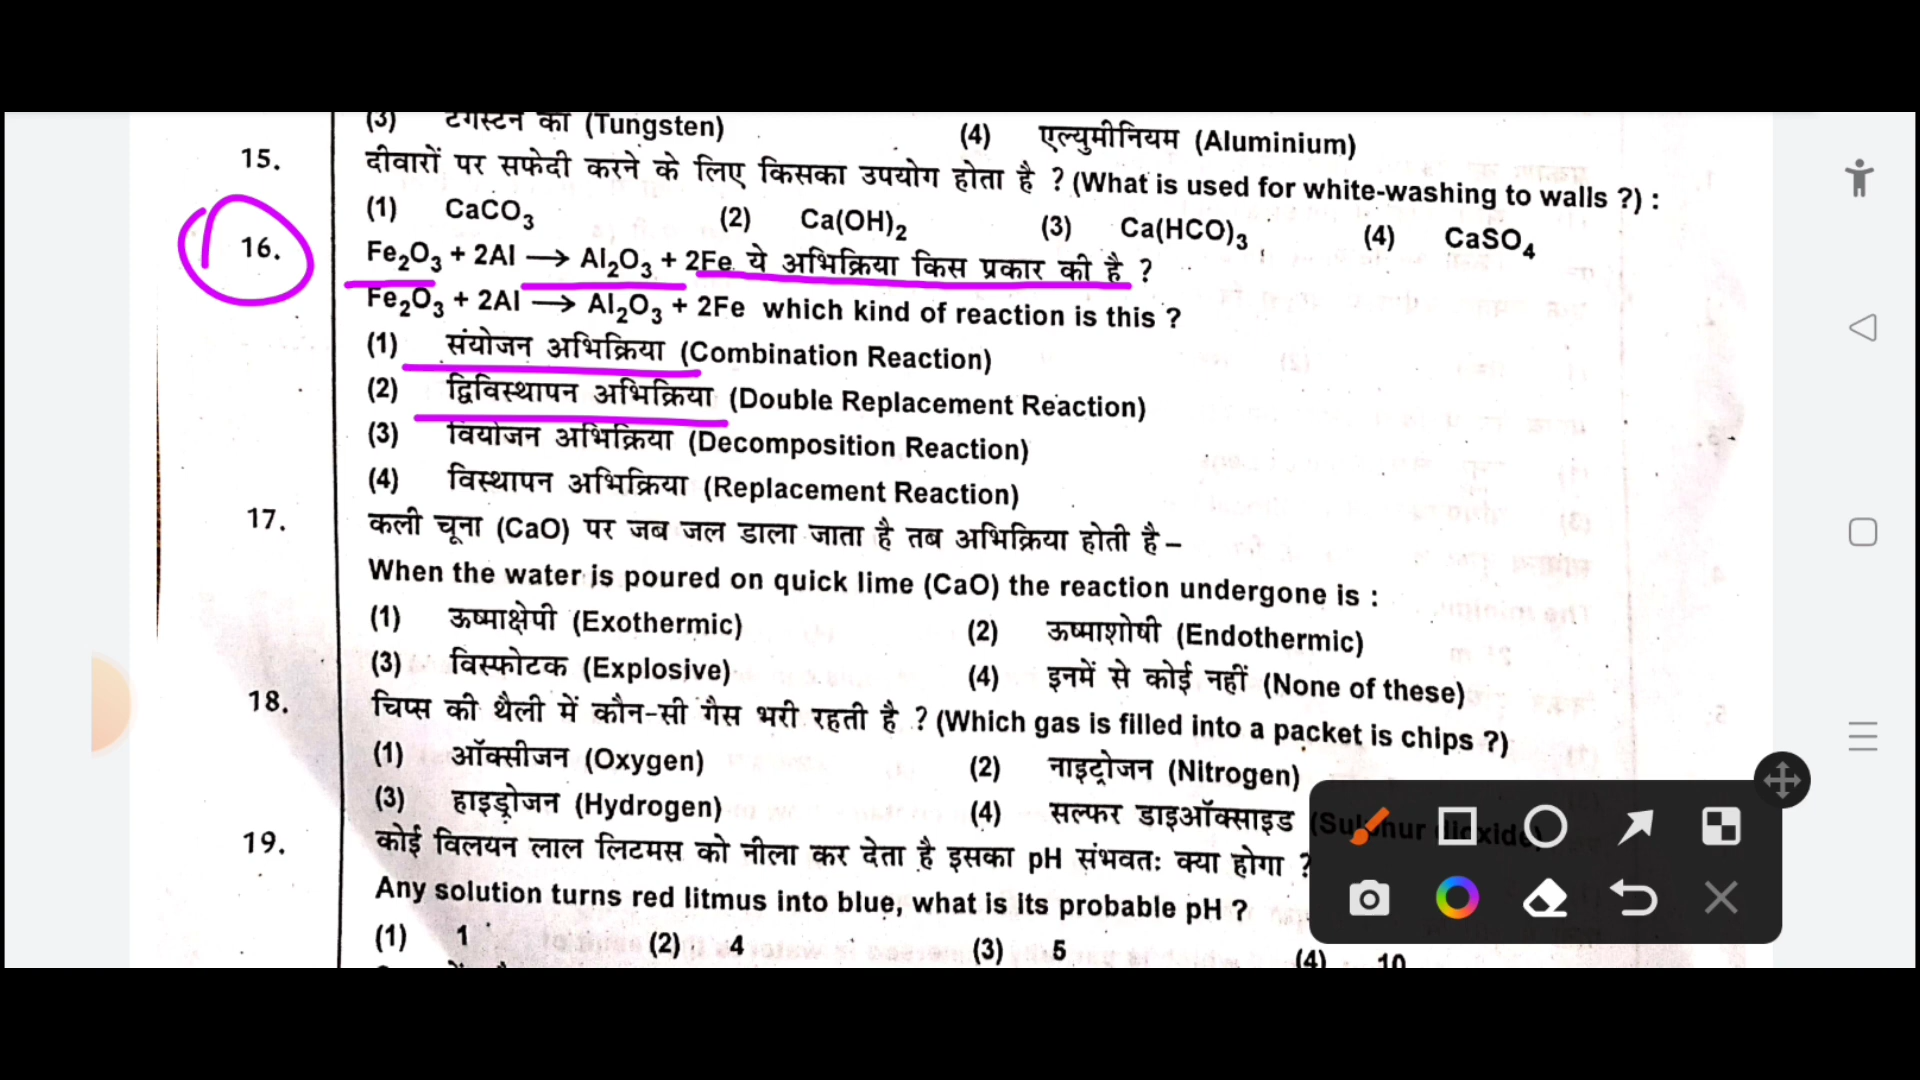 (3) टंगस्टन का (Tungsten) (4) एल्युमीनियम (Aluminium)
15. दीवारों पर सफेदी करने के लिए किसका उपयोग होता है ? (What is used for white-washing to walls ?) :
(1) CaCO₃ (2) Ca(OH)₂ (3) Ca(HCO)₃ (4) CaSO₄
16. Fe₂O₃ + 2Al → Al₂O₃ + 2Fe ये अभिक्रिया किस प्रकार की है ?
Fe₂O₃ + 2Al → Al₂O₃ + 2Fe which kind of reaction is this ?
(1) संयोजन अभिक्रिया (Combination Reaction)
(2) द्विविस्थापन अभिक्रिया (Double Replacement Reaction)
(3) वियोजन अभिक्रिया (Decomposition Reaction)
(4) विस्थापन अभिक्रिया (Replacement Reaction)
17. कली चूना (CaO) पर जब जल डाला जाता है तब अभिक्रिया होती है –
When the water is poured on quick lime (CaO) the reaction undergone is :
(1) ऊष्माक्षेपी (Exothermic) (2) ऊष्माशोषी (Endothermic)
(3) विस्फोटक (Explosive) (4) इनमें से कोई नहीं (None of these)
18. चिप्स की थैली में कौन-सी गैस भरी रहती है ? (Which gas is filled into a packet is chips ?)
(1) ऑक्सीजन (Oxygen) (2) नाइट्रोजन (Nitrogen)
(3) हाइड्रोजन (Hydrogen) (4) सल्फर डाइऑक्साइड (Sulphur dioxide)
19. कोई विलयन लाल लिटमस को नीला कर देता है इसका pH संभवतः क्या होगा ?
Any solution turns red litmus into blue, what is its probable pH ?
(1) 1 (2) 4 (3) 5 (4) 10